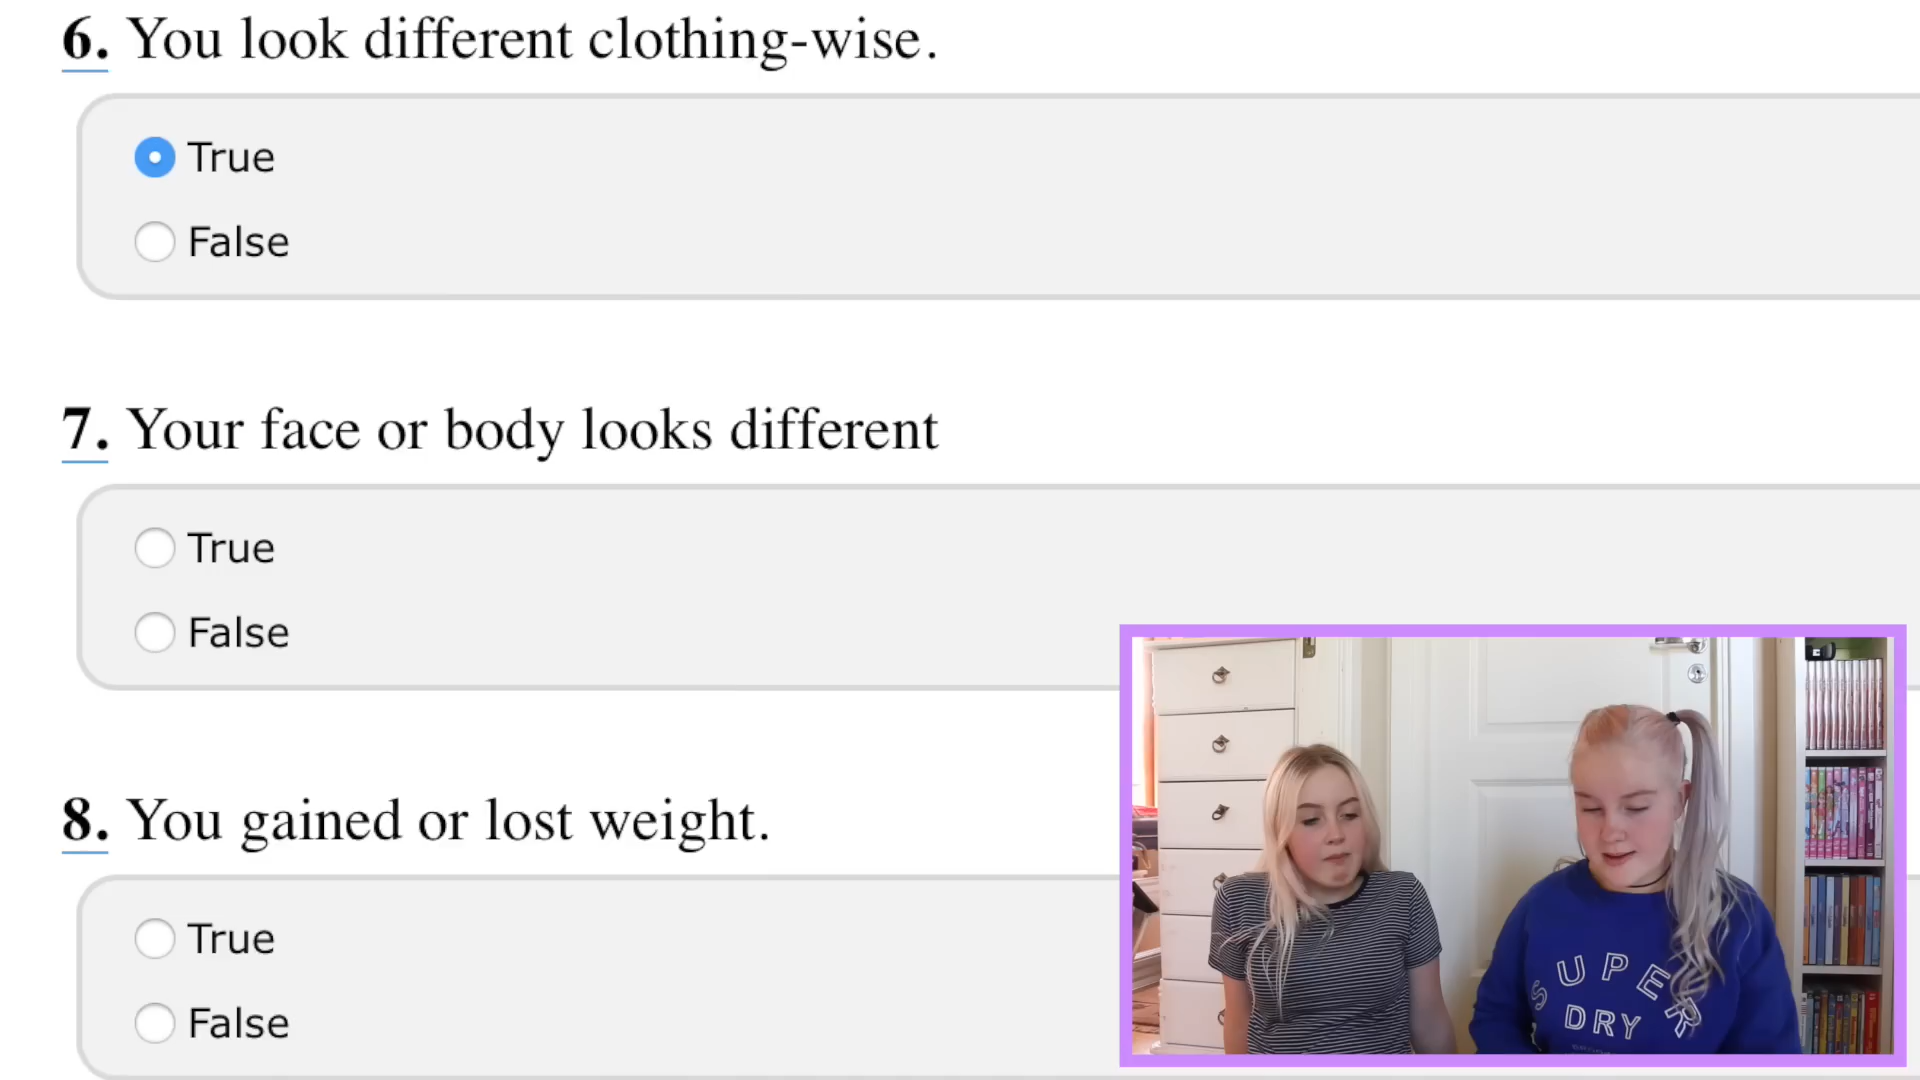 6. You look different clothing-wise.
True
False
7. Your face or body looks different
True
False
8. You gained or lost weight.
True
False
SUPER
DRY